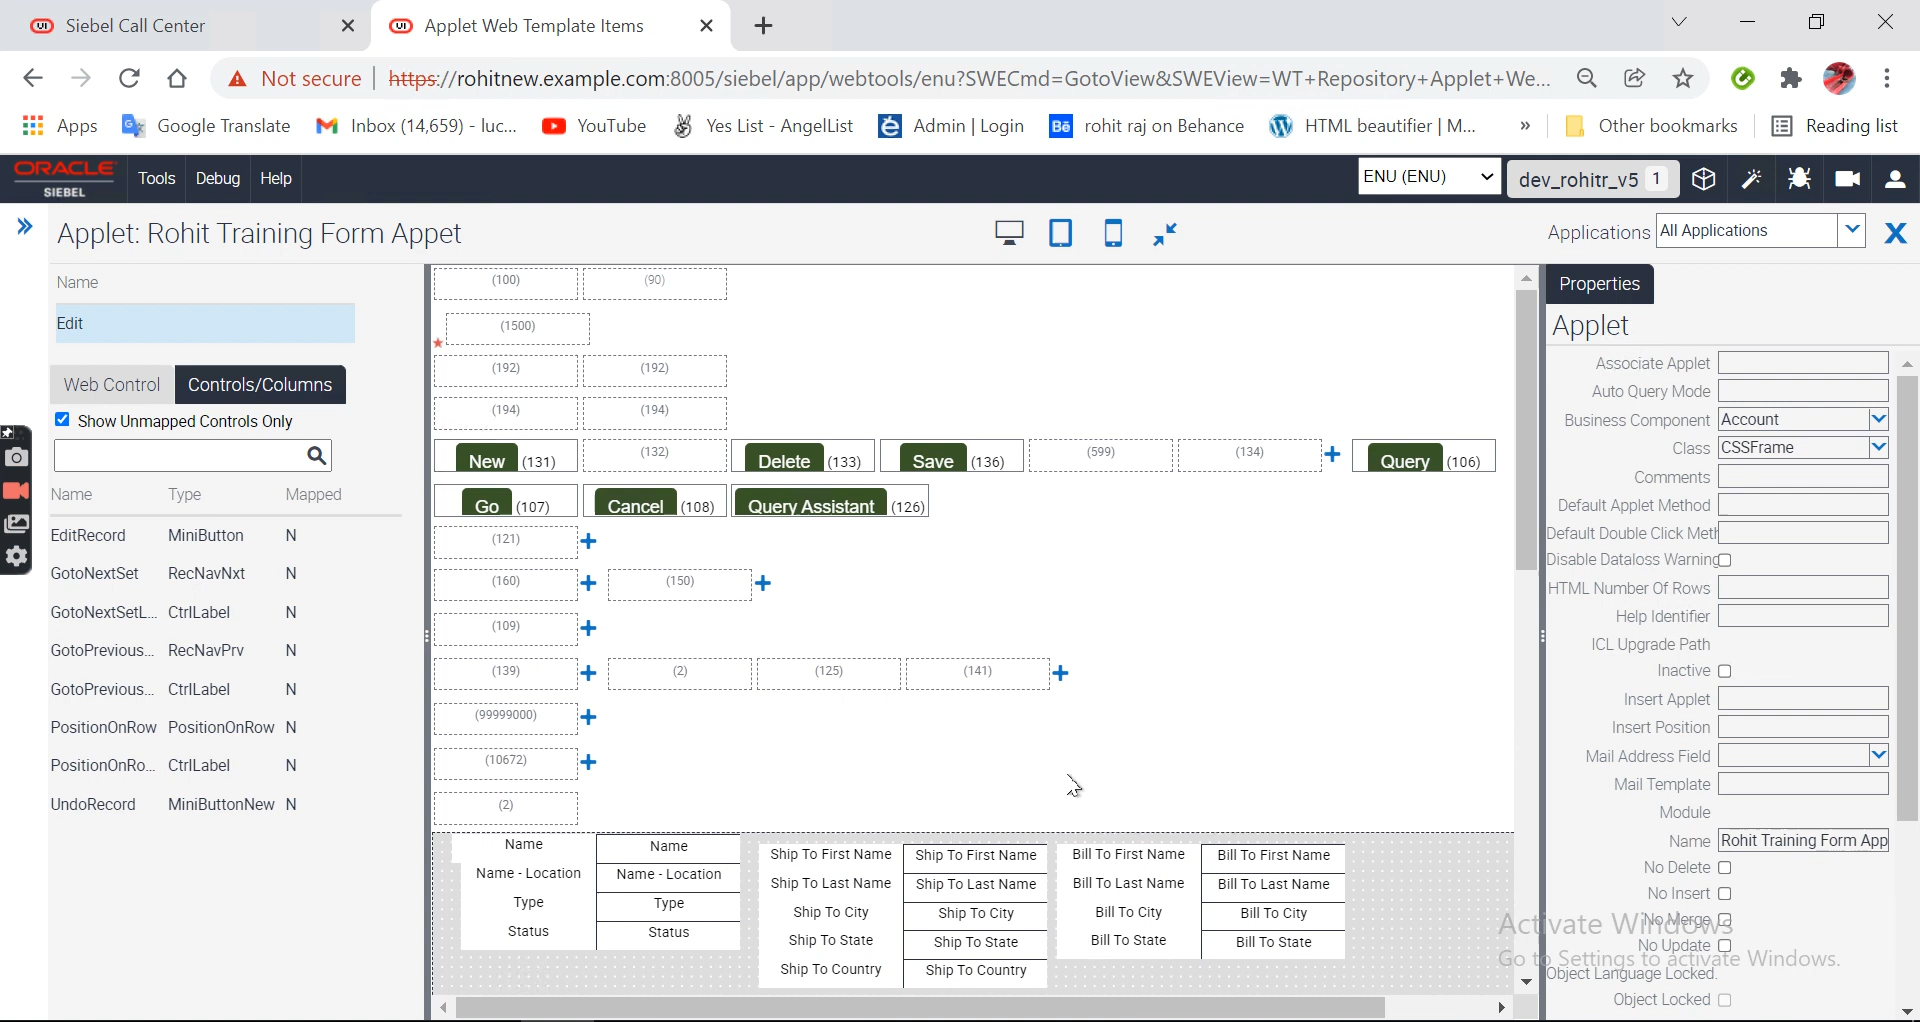 Siebel Call Center
Applet Web Template Items
Not secure
https://rohitnew.example.com:8005/siebel/app/webtools/enu?SWECmd=GotoView&SWEView=WT+Repository+Applet+We...
Apps
Google Translate
Inbox (14,659) - luc...
YouTube
Yes List - AngelList
Admin | Login
Bē
rohit raj on Behance
HTML beautifier | M...
»
Other bookmarks
Reading list
ORACLE
SIEBEL
Tools
Debug
Help
ENU (ENU)
dev_rohitr_v5 1
Applet: Rohit Training Form Appet
Applications
All Applications
Name
Edit
Web Control
Controls/Columns
Show Unmapped Controls Only
Name Type Mapped
EditRecord MiniButton N
GotoNextSet RecNavNxt N
GotoNextSetL... CtrlLabel N
GotoPrevious... RecNavPrv N
GotoPrevious... CtrlLabel N
PositionOnRow PositionOnRow N
PositionOnRo... CtrlLabel N
UndoRecord MiniButtonNew N
(100) (90)
(1500)
(192) (192)
(194) (194)
New (131) (132) Delete (133) Save (136) (599) (134) Query (106)
Go (107) Cancel (108) Query Assistant (126)
(121)
(160) (150)
(109)
(139) (2) (125) (141)
(99999000)
(10672)
(2)
Name Name
Name - Location Name - Location
Type Type
Status Status
Ship To First Name Ship To First Name
Ship To Last Name Ship To Last Name
Ship To City Ship To City
Ship To State Ship To State
Ship To Country Ship To Country
Bill To First Name Bill To First Name
Bill To Last Name Bill To Last Name
Bill To City Bill To City
Bill To State Bill To State
Properties
Applet
Associate Applet
Auto Query Mode
Business Component Account
Class CSSFrame
Comments
Default Applet Method
Default Double Click Meth
Disable Dataloss Warning
HTML Number Of Rows
Help Identifier
ICL Upgrade Path
Inactive
Insert Applet
Insert Position
Mail Address Field
Mail Template
Module
Name Rohit Training Form App
No Delete
No Insert
No Merge
No Update
Object Language Locked.
Object Locked
Activate Windows
Go to Settings to activate Windows.